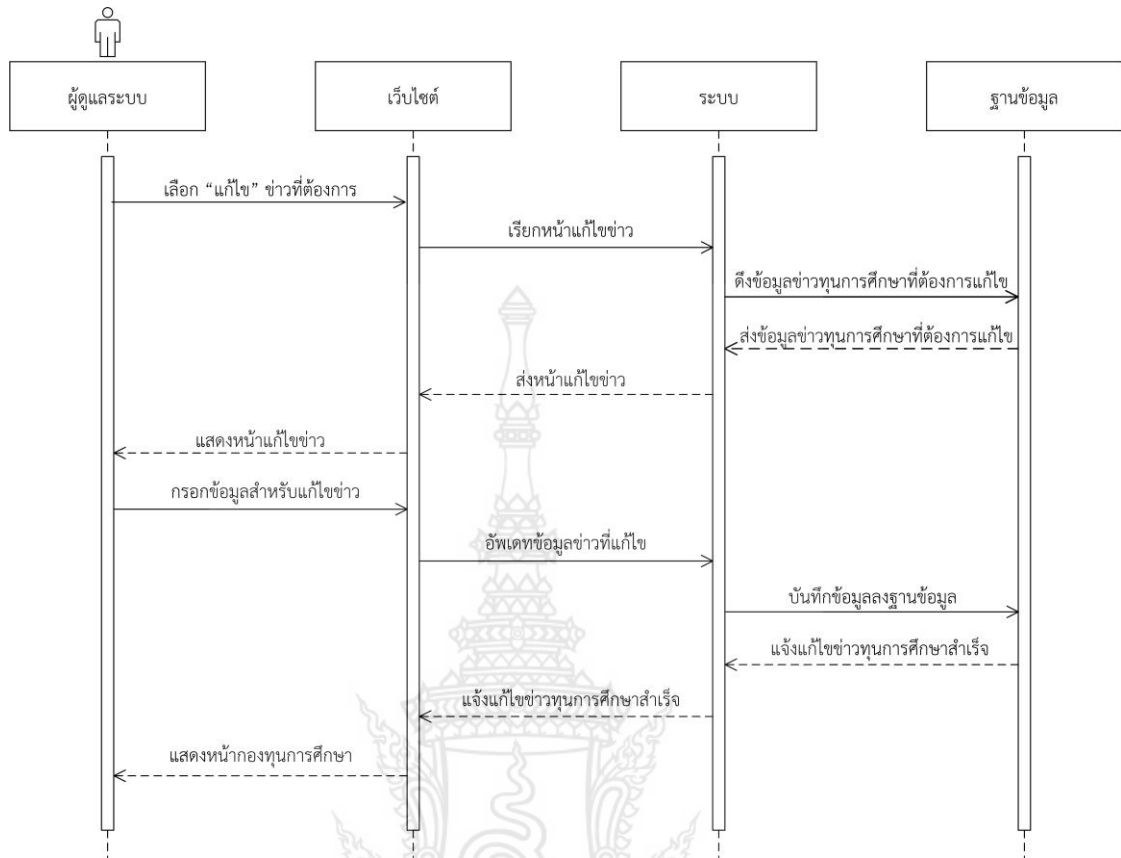 ผู้ดูแลระบบ
เว็บไซต์
ระบบ
ฐานข้อมูล
เลือก “แก้ไข” ข่าวที่ต้องการ
เรียกหน้าแก้ไขข่าว
ดึงข้อมูลข่าวทุนการศึกษาที่ต้องการแก้ไข
ส่งข้อมูลข่าวทุนการศึกษาที่ต้องการแก้ไข
ส่งหน้าแก้ไขข่าว
แสดงหน้าแก้ไขข่าว
กรอกข้อมูลสำหรับแก้ไขข่าว
อัพเดทข้อมูลข่าวที่แก้ไข
บันทึกข้อมูลลงฐานข้อมูล
แจ้งแก้ไขข่าวทุนการศึกษาสำเร็จ
แจ้งแก้ไขข่าวทุนการศึกษาสำเร็จ
แสดงหน้ากองทุนการศึกษา